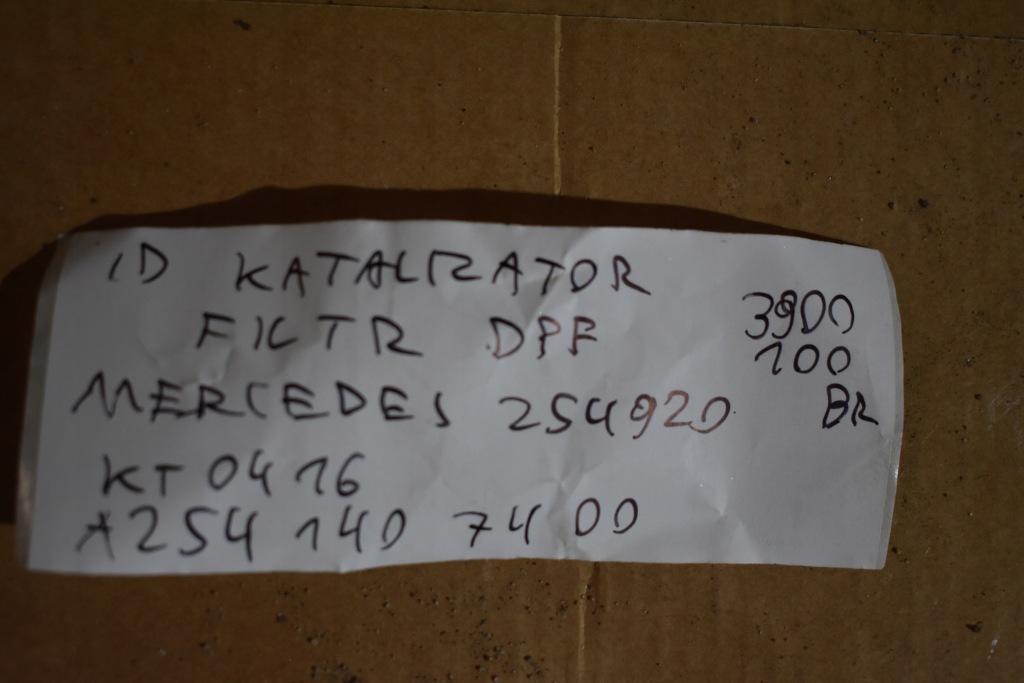 ID KATALIZATOR
FILTR DPF 3900
100
MERCEDES 254920 BR
KT 0416
A254 140 74 00